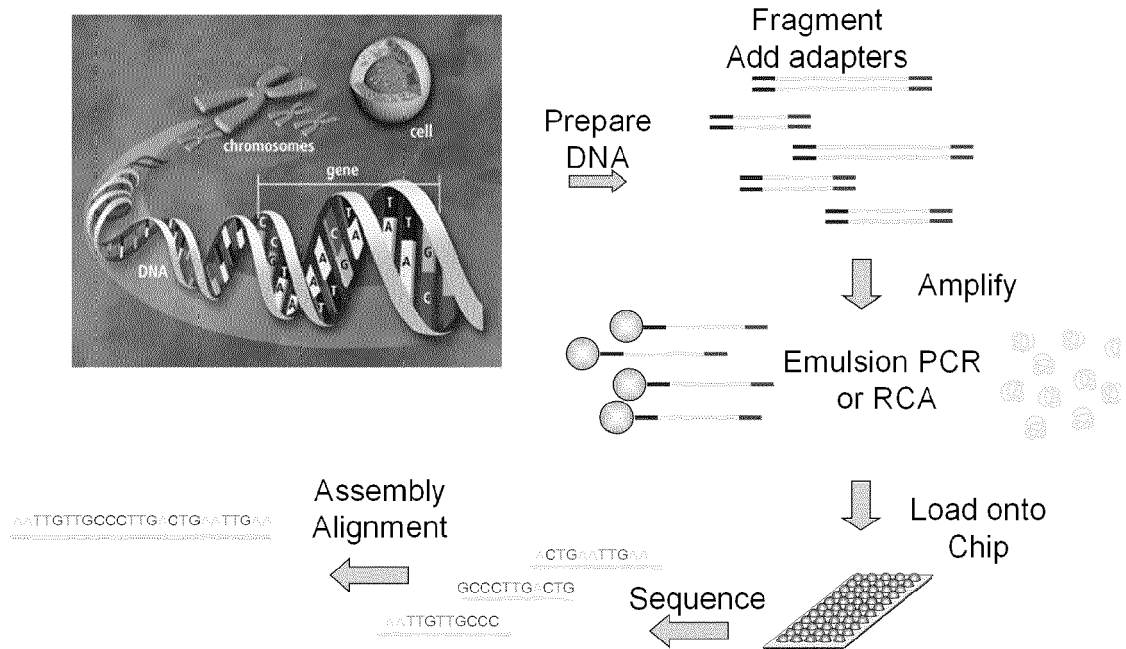 Fragment
Add adapters
cell
chromosomes
gene
DNA
C
C
G
T
A
A
A
A
T
C
G
T
A
T
A
T
A
G
C
Prepare
DNA
Amplify
Emulsion PCR
or RCA
Load onto
Chip
Sequence
ACTGAATTGAA
GCCCTTGACTG
AATTGTTGCCC
Assembly
Alignment
AATTGTTGCCCTTGACTGAATTGAA